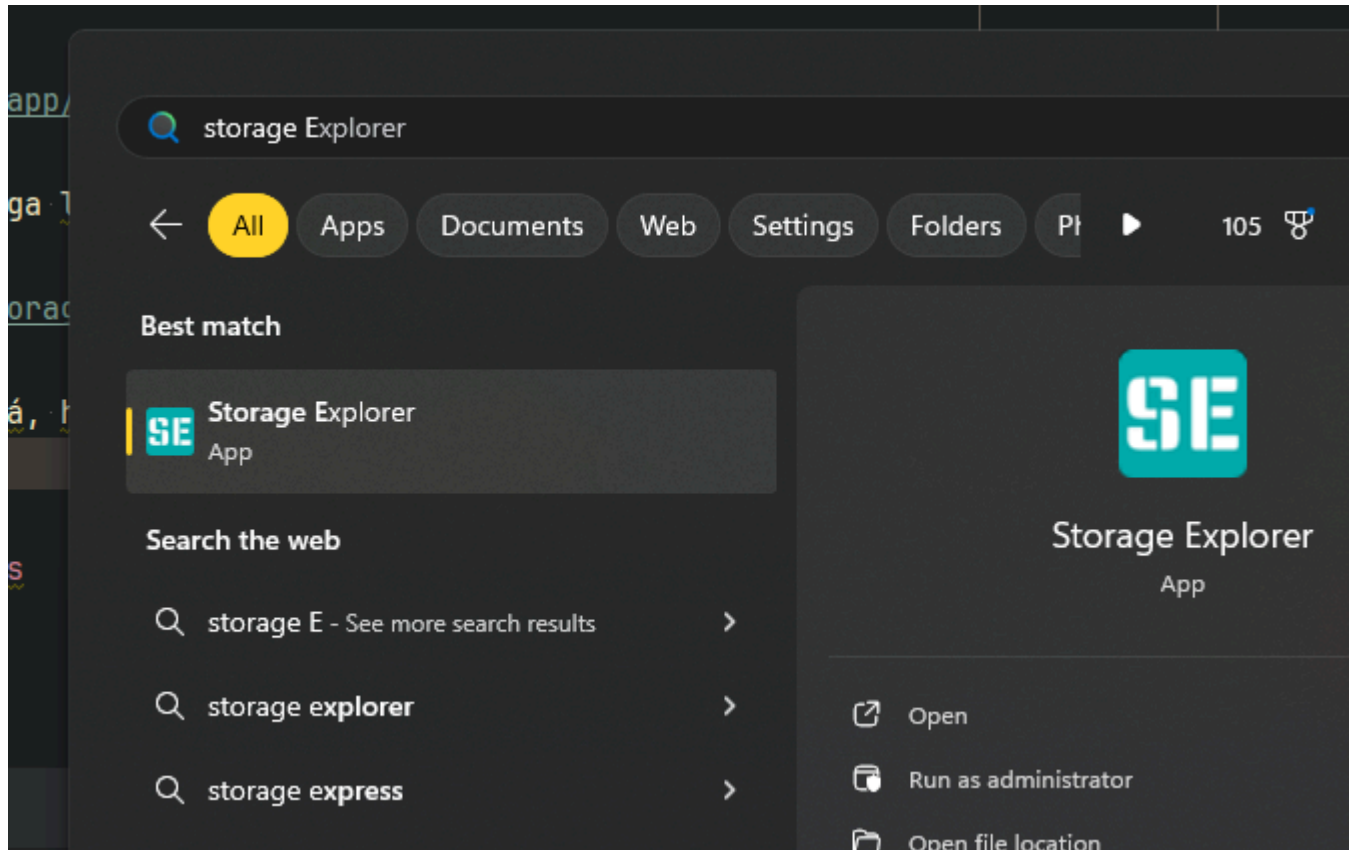 app/
storage Explorer
ga
All Apps Documents Web Settings Folders 105
Best match
SE
Storage Explorer
App
Search the web
s
storage E - See more search results
storage explorer
storage express
SE
Storage Explorer
App
Open
Run as administrator
Open file location